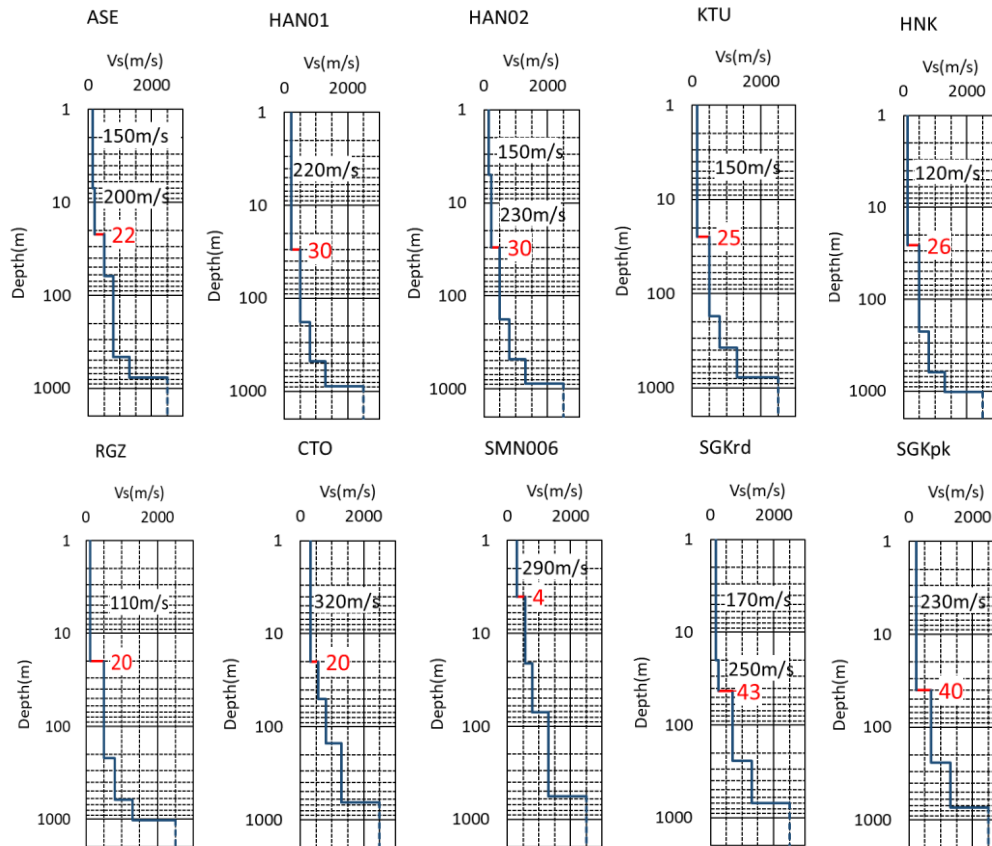 ASE
Vs(m/s)
0 2000
1
10
100
1000
Depth(m)
150m/s
200m/s
22
HAN01
Vs(m/s)
0 2000
1
10
100
1000
Depth(m)
220m/s
30
HAN02
Vs(m/s)
0 2000
1
10
100
1000
Depth(m)
150m/s
230m/s
30
KTU
Vs(m/s)
0 2000
1
10
100
1000
Depth(m)
150m/s
25
HNK
Vs(m/s)
0 2000
1
10
100
1000
Depth(m)
120m/s
26
RGZ
Vs(m/s)
0 2000
1
10
100
1000
Depth(m)
110m/s
20
CTO
Vs(m/s)
0 2000
1
10
100
1000
Depth(m)
320m/s
20
SMN006
Vs(m/s)
0 2000
1
10
100
1000
Depth(m)
290m/s
4
SGKrd
Vs(m/s)
0 2000
1
10
100
1000
Depth(m)
170m/s
250m/s
43
SGKpk
Vs(m/s)
0 2000
1
10
100
1000
Depth(m)
230m/s
40